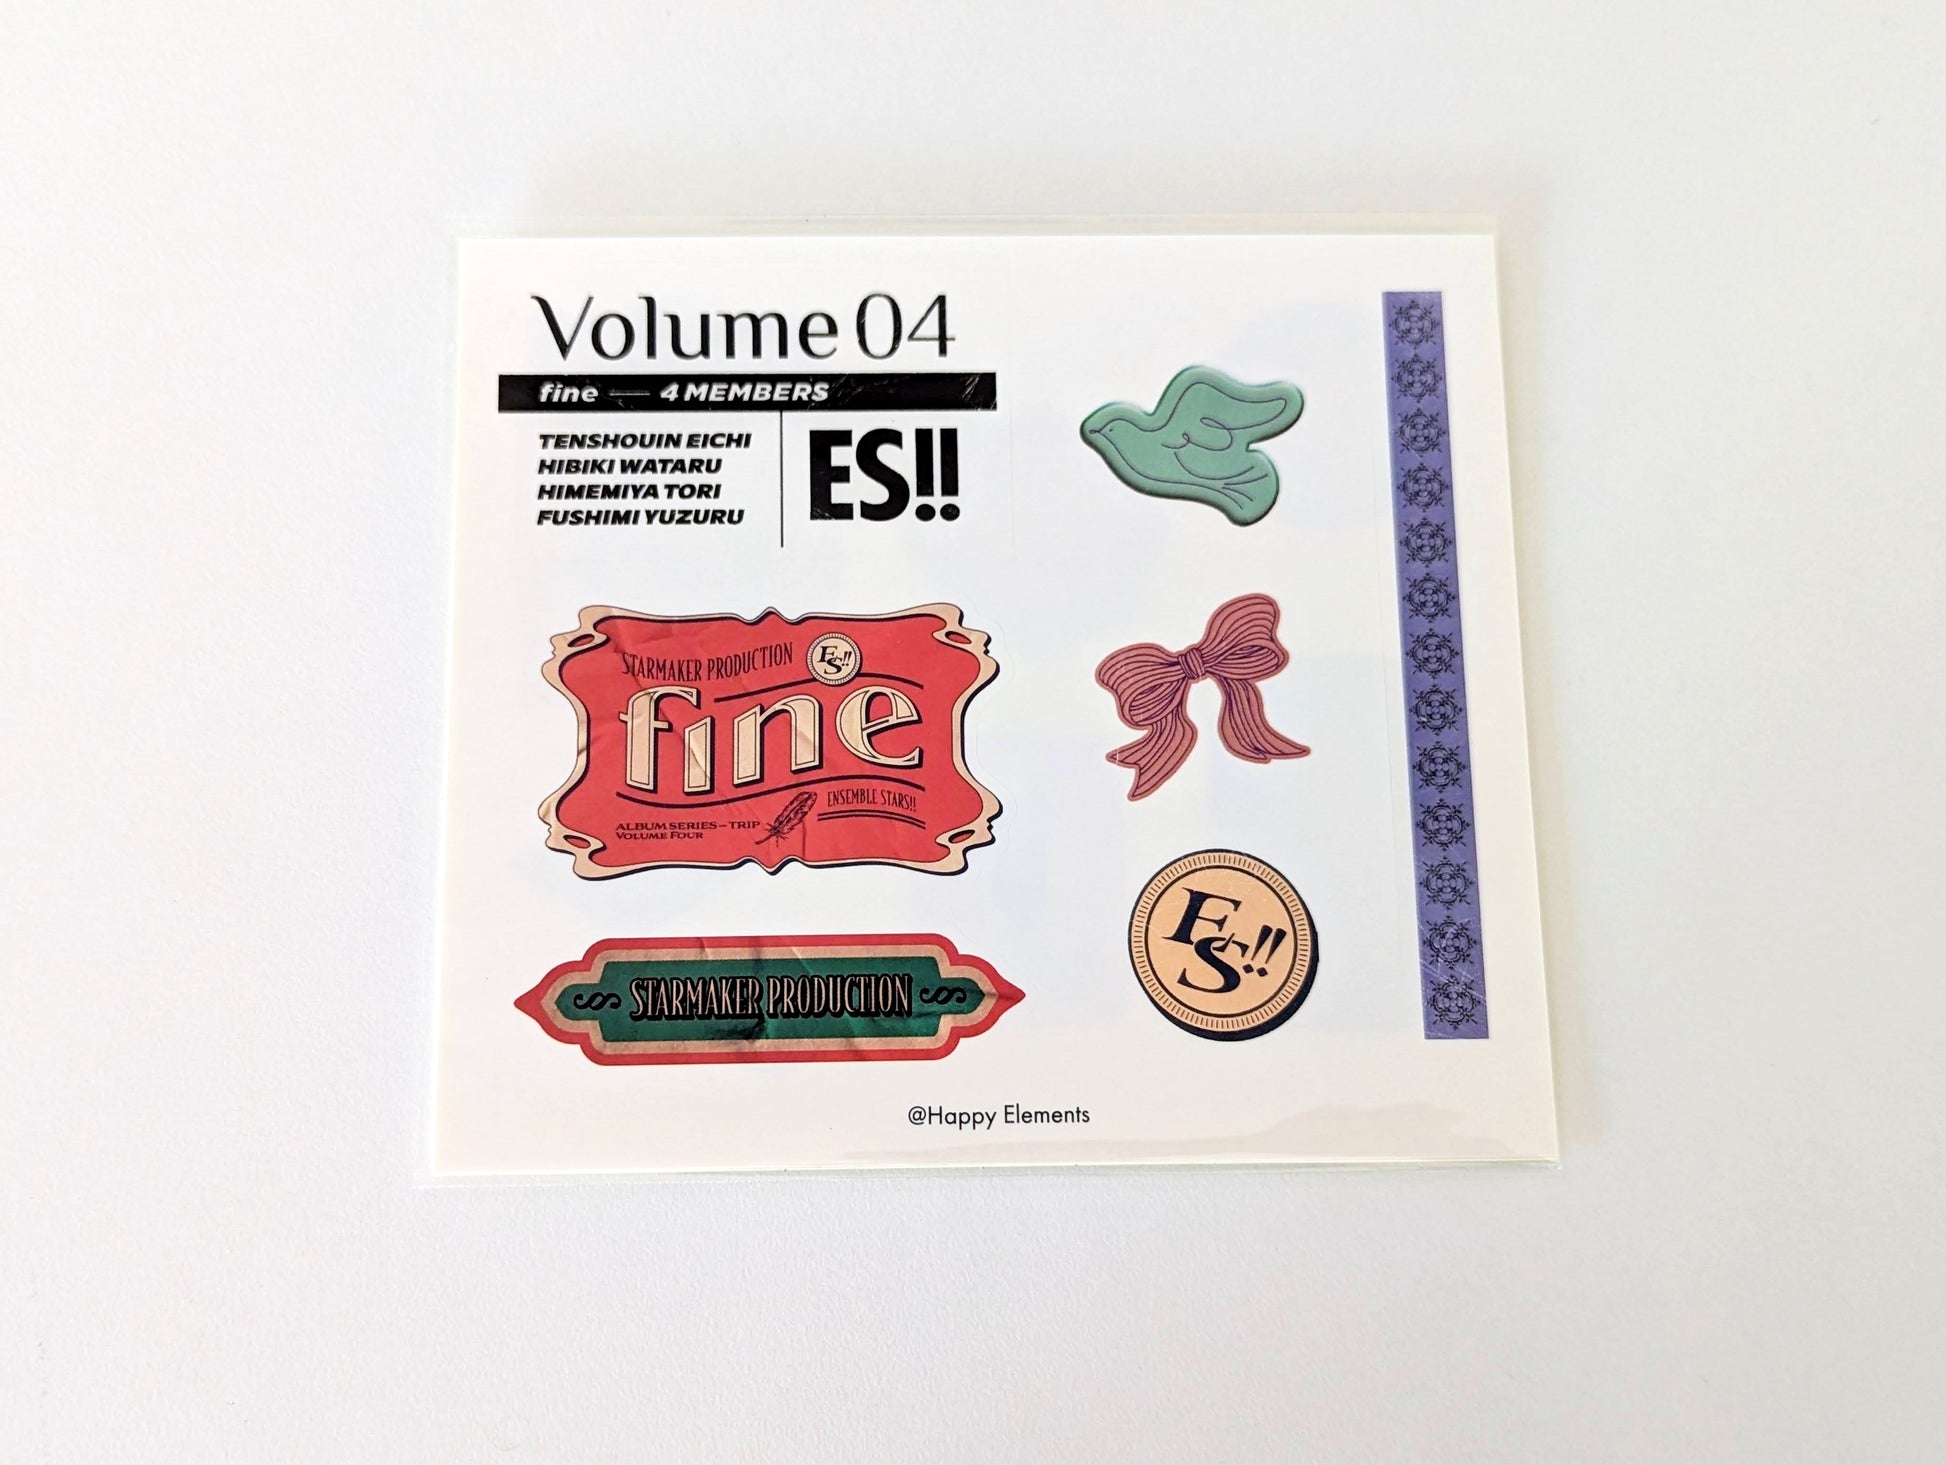 Volume 04
fine — 4 MEMBERS
TENSHOUIN EICHI
HIBIKI WATARU
HIMEMIYA TORI
FUSHIMI YUZURU
ES!!
STARMAKER PRODUCTION
ES!!
fine
ENSEMBLE STARS!!
ALBUM SERIES – TRIP
VOLUME FOUR
STARMAKER PRODUCTION
ES!!
@Happy Elements